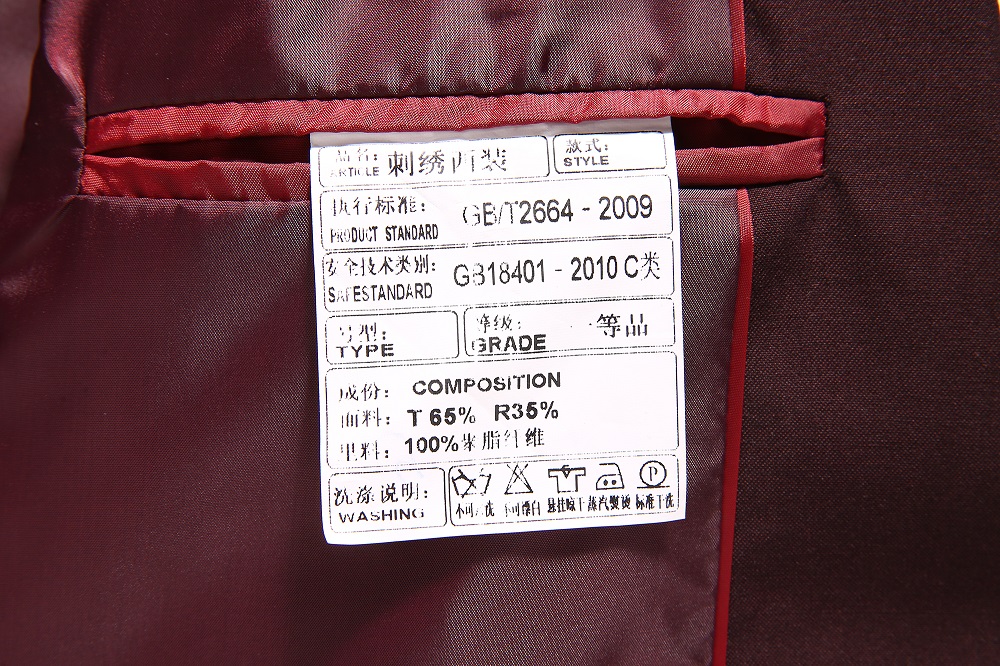 品名: 刺绣西装 款式:
ARTICLE STYLE
执行标准: GB/T2664 - 2009
PRODUCT STANDARD
安全技术类别: GB18401 - 2010 C类
SAFESTANDARD
号型: 等级: 一等品
TYPE GRADE
成份: COMPOSITION
面料: T 65% R35%
里料: 100%聚脂纤维
洗涤说明:
WASHING
P
不可水洗 不可漂白 悬挂晾干 蒸汽熨烫 标准干洗